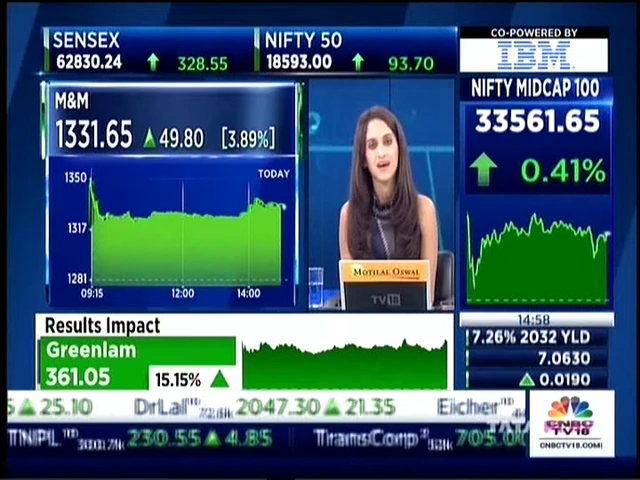 SENSEX
62830.24 328.55
NIFTY 50
18593.00 93.70
CO-POWERED BY
IBM
NIFTY MIDCAP 100
33561.65
0.41%
M&M
1331.65 49.80 [3.89%]
TODAY
1350
1317
1281
09:15 12:00 14:00
MOTILAL OSWAL
TV18
14:58
7.26% 2032 YLD
7.0630
0.0190
Results Impact
Greenlam
361.05 15.15%
25.10 DrLal 2047.30 21.35 Eicher
230.55 4.85 705.0
CNBC
TV18
CNBCTV18.COM